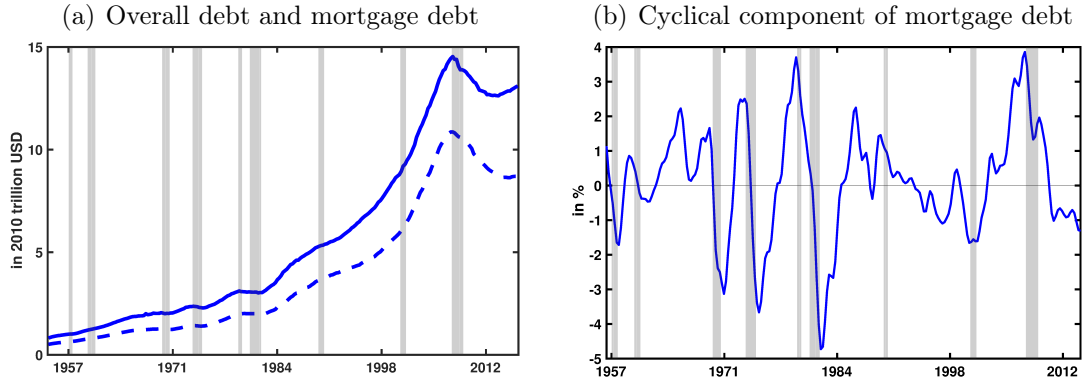 (a) Overall debt and mortgage debt
in 2010 trillion USD
15
10
5
0
1957 1971 1984 1998 2012
(b) Cyclical component of mortgage debt
in %
4
3
2
1
0
-1
-2
-3
-4
-5
1957 1971 1984 1998 2012